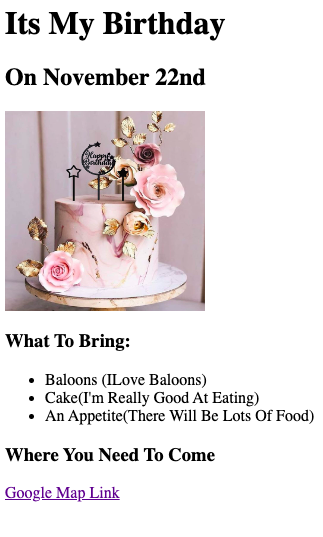 Its My Birthday
On November 22nd
Happy
Birthday
What To Bring:
Baloons (ILove Baloons)
Cake(I'm Really Good At Eating)
An Appetite(There Will Be Lots Of Food)
Where You Need To Come
Google Map Link